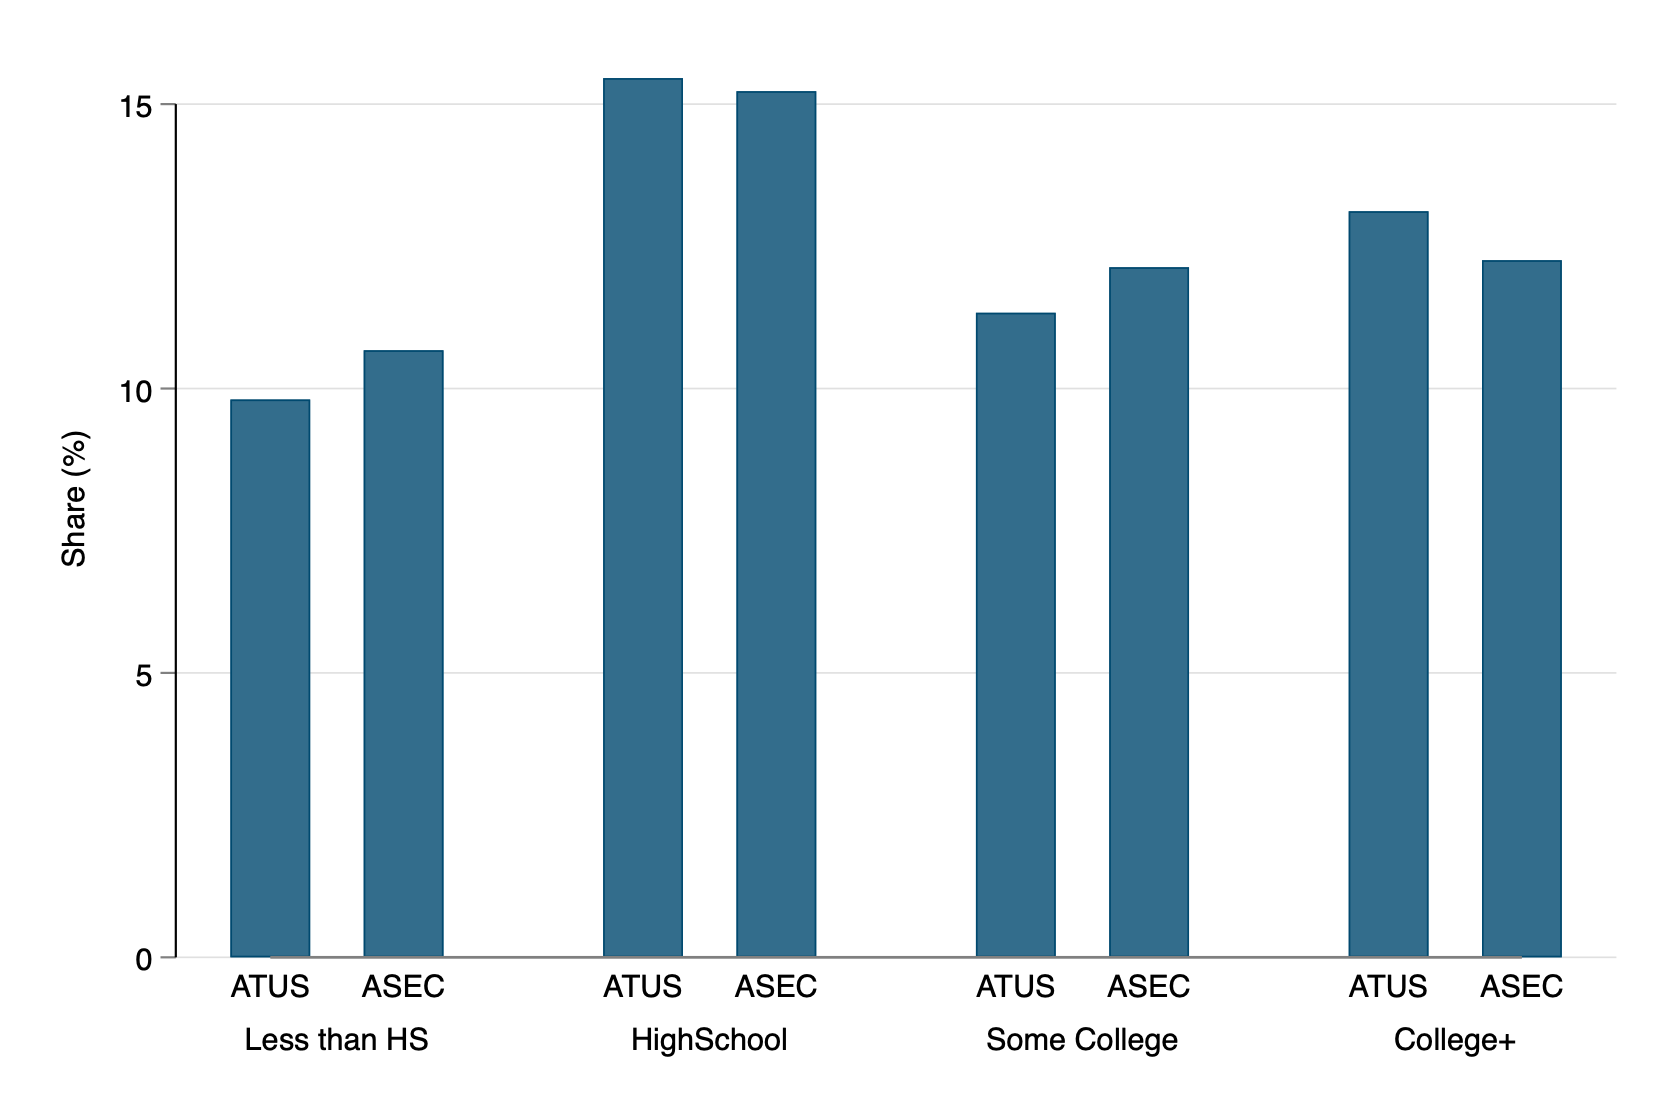 Share (%)
15
10
5
0
ATUS ASEC ATUS ASEC ATUS ASEC ATUS ASEC
Less than HS HighSchool Some College College+